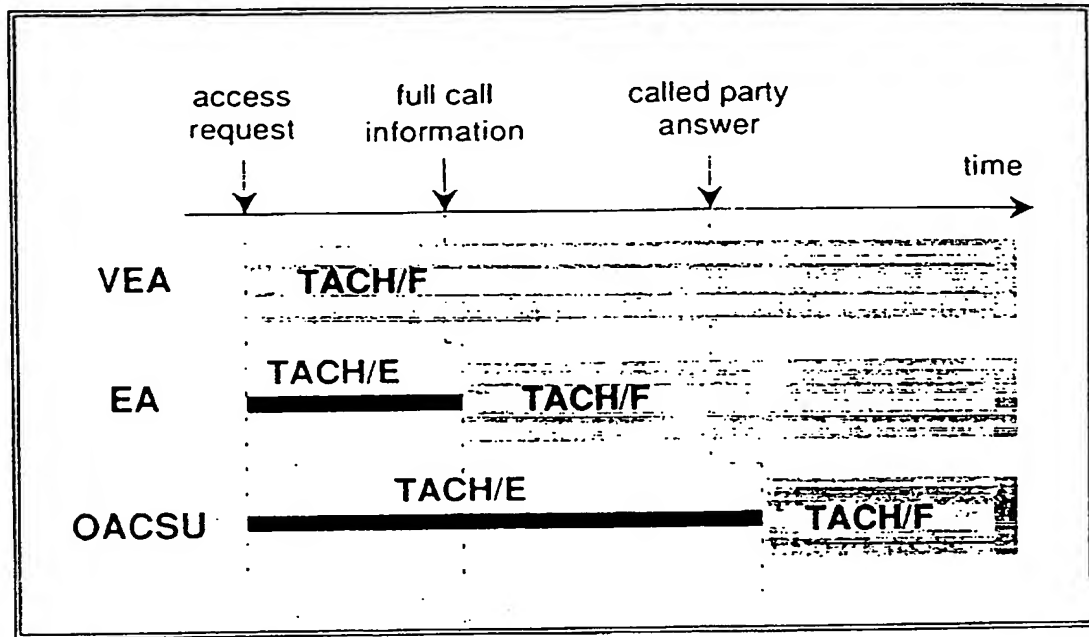 access request
full call information
called party answer
time
VEA
TACH/F
TACH/E
EA
TACH/F
TACH/E
OACSU
TACH/F